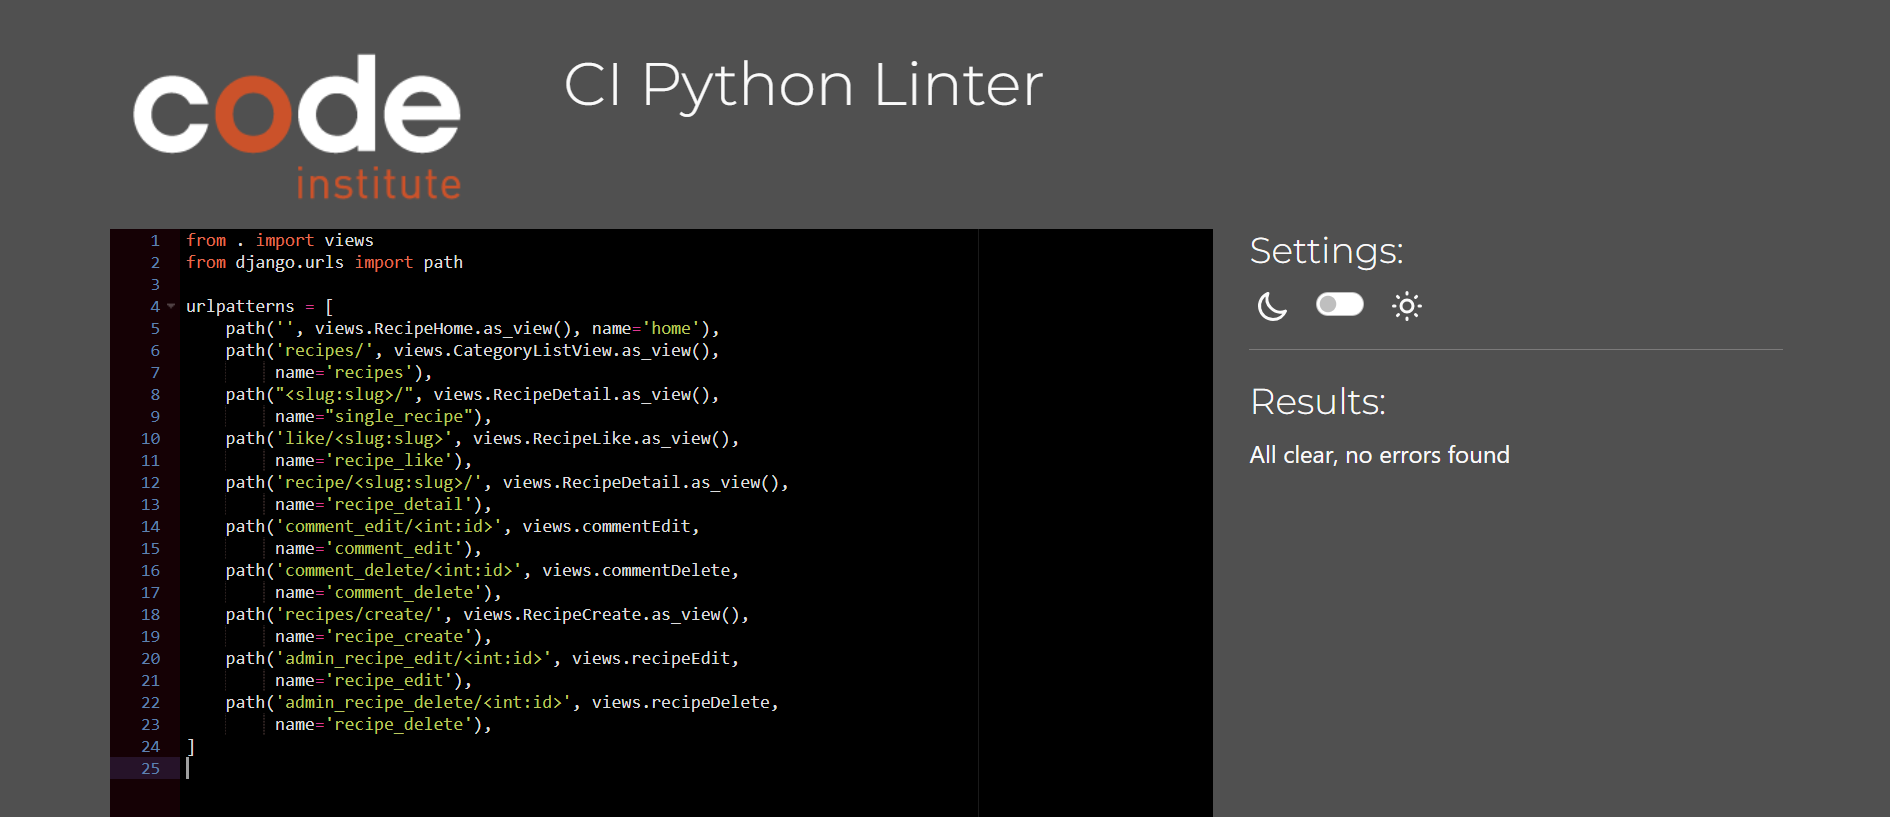 code
institute
CI Python Linter
1 from . import views
2 from django.urls import path
3
4 urlpatterns = [
5     path('', views.RecipeHome.as_view(), name='home'),
6     path('recipes/', views.CategoryListView.as_view(),
7          name='recipes'),
8     path("<slug:slug>/", views.RecipeDetail.as_view(),
9          name="single_recipe"),
10     path('like/<slug:slug>', views.RecipeLike.as_view(),
11          name='recipe_like'),
12     path('recipe/<slug:slug>/', views.RecipeDetail.as_view(),
13          name='recipe_detail'),
14     path('comment_edit/<int:id>', views.commentEdit,
15          name='comment_edit'),
16     path('comment_delete/<int:id>', views.commentDelete,
17          name='comment_delete'),
18     path('recipes/create/', views.RecipeCreate.as_view(),
19          name='recipe_create'),
20     path('admin_recipe_edit/<int:id>', views.recipeEdit,
21          name='recipe_edit'),
22     path('admin_recipe_delete/<int:id>', views.recipeDelete,
23          name='recipe_delete'),
24 ]
25
Settings:
Results:
All clear, no errors found